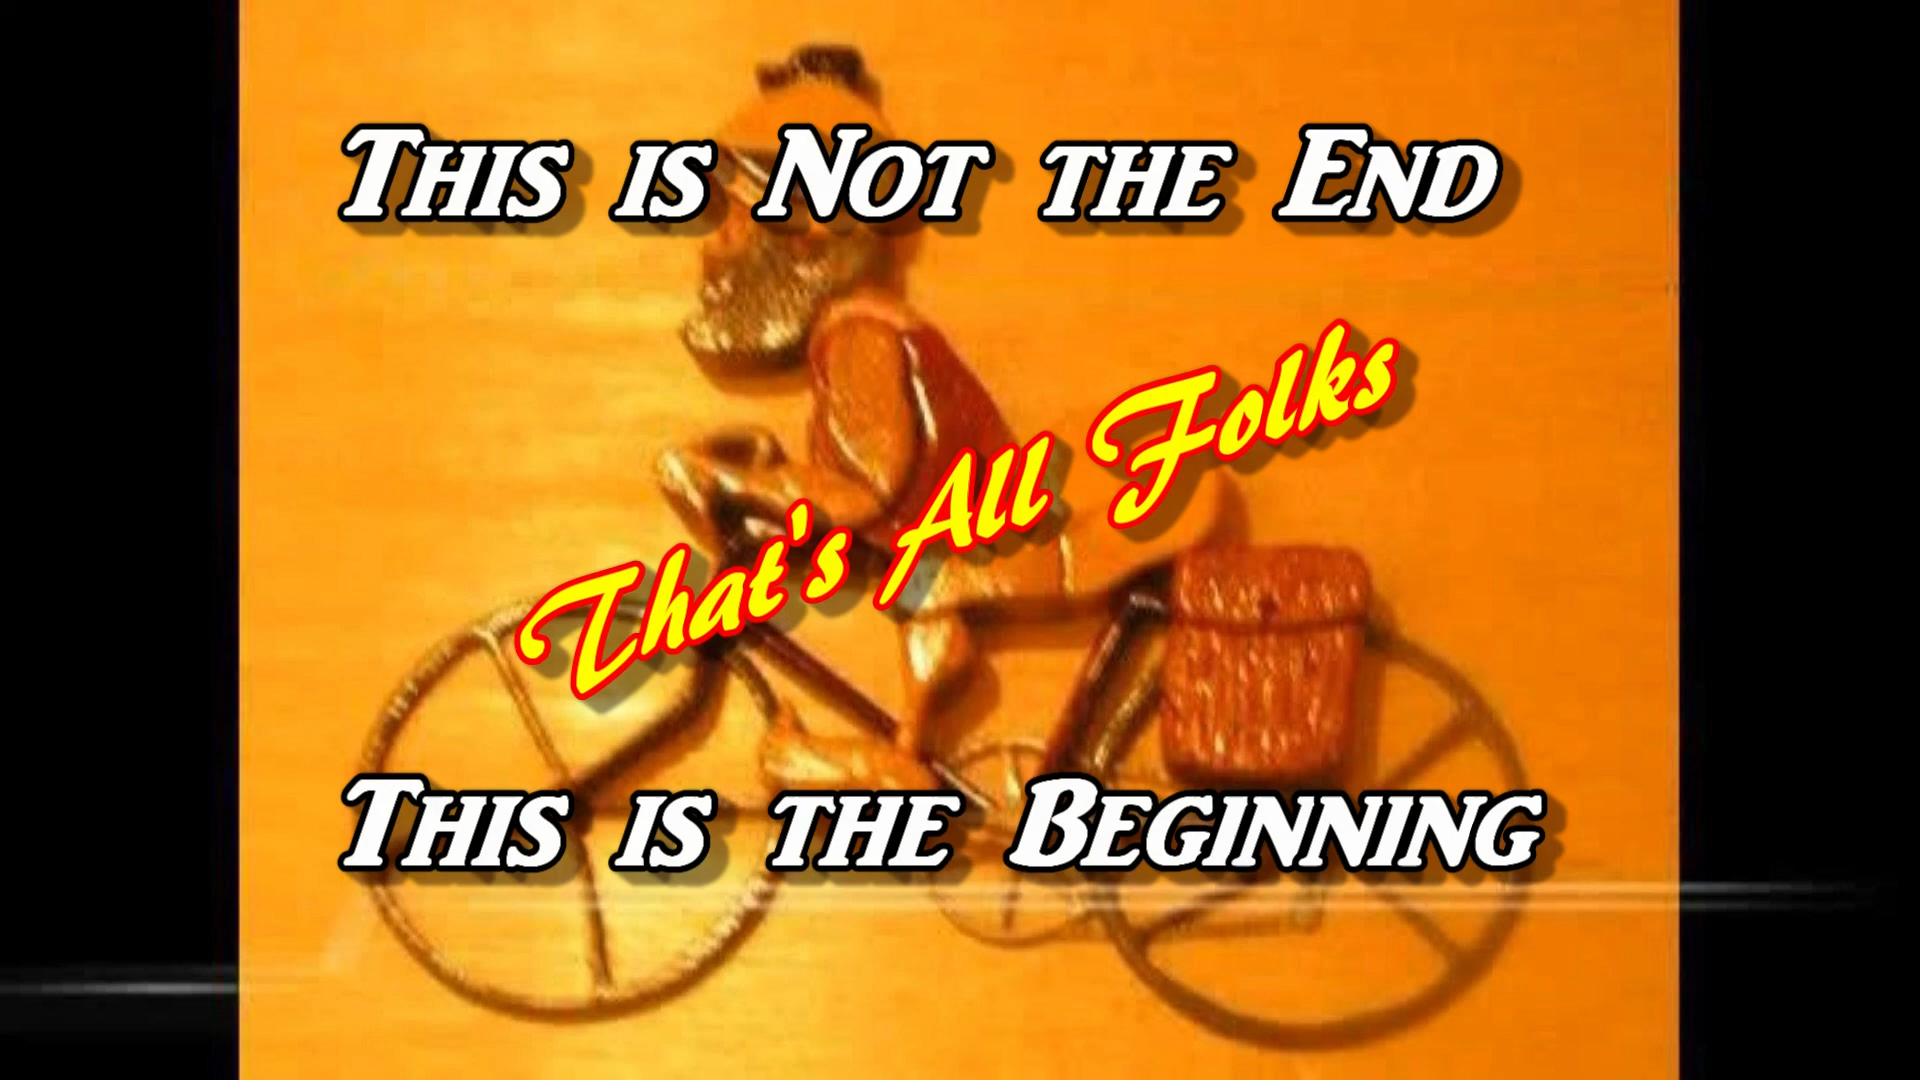 This is Not the End
That's All Folks
This is the Beginning